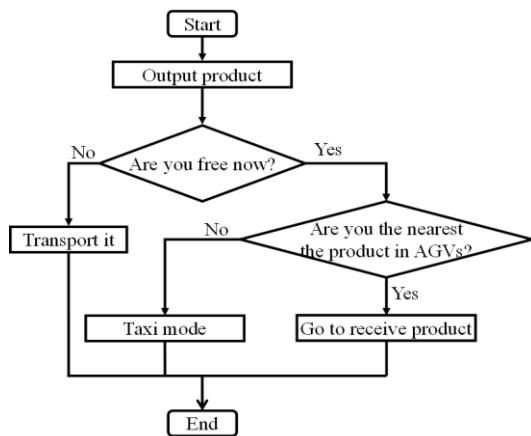 Start
Output product
No
Are you free now?
Yes
Transport it
No
Are you the nearest
the product in AGVs?
Yes
Taxi mode
Go to receive product
End